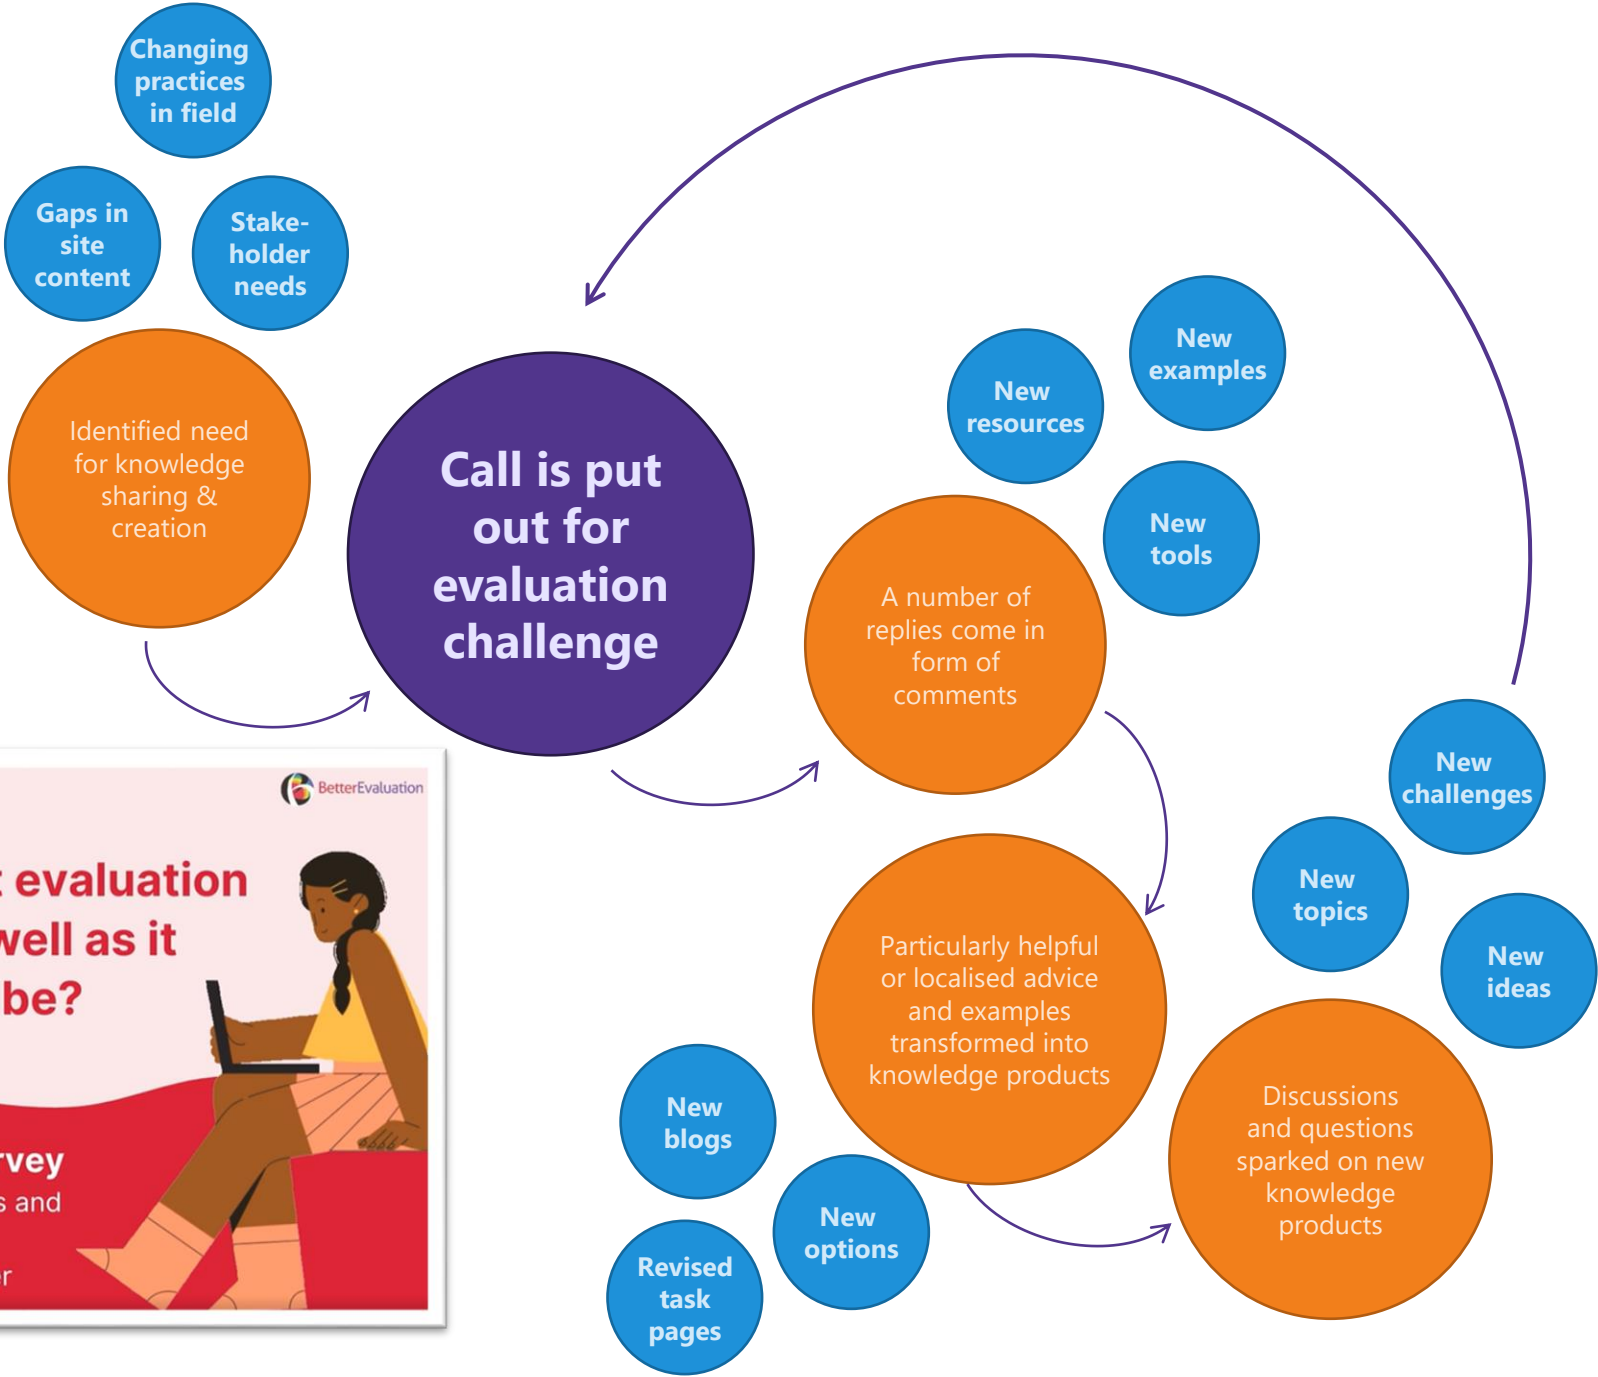 Changing
practices
in field
Gaps in
site
content
Stake-
holder
needs
Identified need
for knowledge
sharing &
creation
Call is put
out for
evaluation
challenge
New
resources
New
examples
New
tools
A number of
replies come in
form of
comments
Particularly helpful
or localised advice
and examples
transformed into
knowledge products
New
blogs
New
options
Revised
task
pages
New
challenges
New
topics
New
ideas
Discussions
and questions
sparked on new
knowledge
products
BetterEvaluation
evaluation
well as it
be?
s and